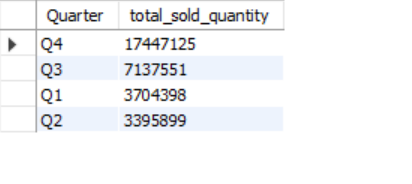 Quarter total_sold_quantity
Q4 17447125
Q3 7137551
Q1 3704398
Q2 3395899